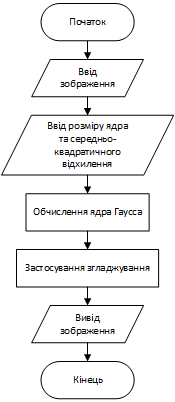 Початок
Ввід
зображення
Ввід розміру ядра
та середньо-
квадратичного
відхилення
Обчислення ядра Гаусса
Застосування згладжування
Вивід
зображення
Кінець